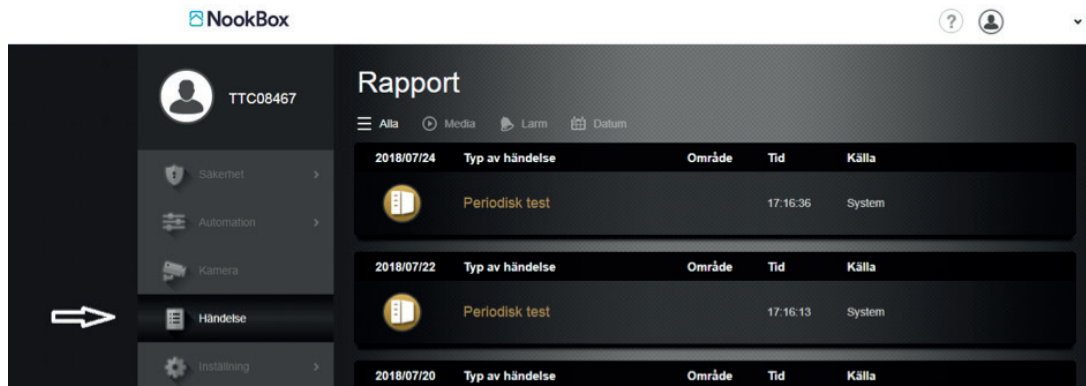 NookBox
?
TTC08467
Säkerhet
Automation
Kamera
Händelse
Inställning
Rapport
Alla Media Larm Datum
2018/07/24 Typ av händelse Område Tid Källa
Periodisk test 17:16:36 System
2018/07/22 Typ av händelse Område Tid Källa
Periodisk test 17:16:13 System
2018/07/20 Typ av händelse Område Tid Källa